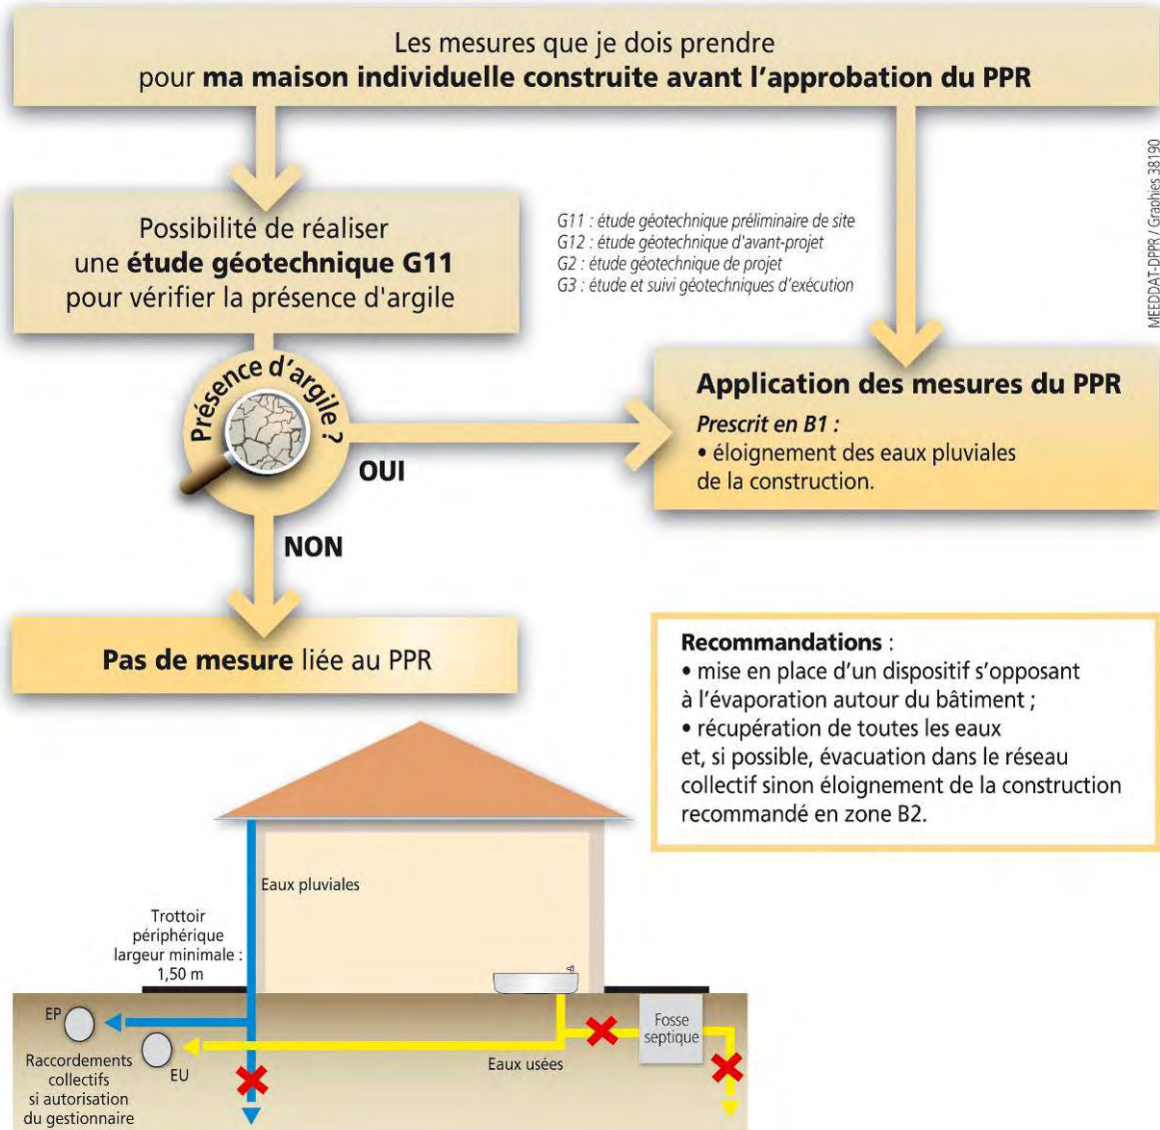 Les mesures que je dois prendre
pour ma maison individuelle construite avant l'approbation du PPR
MEEDDAT-DPPR / Graphies 38190
Possibilité de réaliser
une étude géotechnique G11
pour vérifier la présence d'argile
G11 : étude géotechnique préliminaire de site
G12 : étude géotechnique d'avant-projet
G2 : étude géotechnique de projet
G3 : étude et suivi géotechniques d'exécution
Présence d'argile ?
OUI
NON
Application des mesures du PPR
Prescrit en B1 :
• éloignement des eaux pluviales
de la construction.
Pas de mesure liée au PPR
Recommandations :
• mise en place d'un dispositif s'opposant
à l'évaporation autour du bâtiment ;
• récupération de toutes les eaux
et, si possible, évacuation dans le réseau
collectif sinon éloignement de la construction
recommandé en zone B2.
Eaux pluviales
Trottoir
périphérique
largeur minimale :
1,50 m
EP
EU
Raccordements
collectifs
si autorisation
du gestionnaire
Eaux usées
Fosse
septique